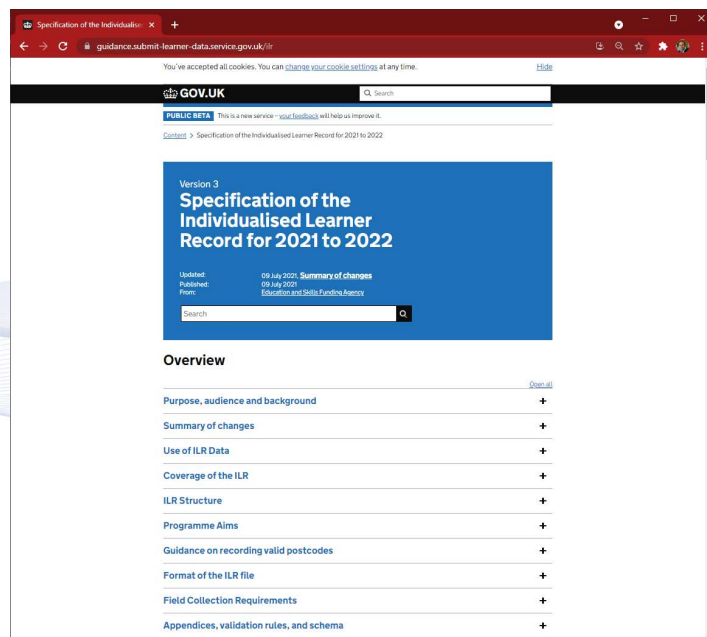 Specification of the Individualise
guidance.submit-learner-data.service.gov.uk/ilr
You've accepted all cookies. You can change your cookie settings at any time. Hide
GOV.UK Search
PUBLIC BETA This is a new service – your feedback will help us improve it.
Content > Specification of the Individualised Learner Record for 2021 to 2022
Version 3
Specification of the
Individualised Learner
Record for 2021 to 2022
Updated: 09 July 2021, Summary of changes
Published: 09 July 2021
From: Education and Skills Funding Agency
Search
Overview
Open all
Purpose, audience and background +
Summary of changes +
Use of ILR Data +
Coverage of the ILR +
ILR Structure +
Programme Aims +
Guidance on recording valid postcodes +
Format of the ILR file +
Field Collection Requirements +
Appendices, validation rules, and schema +